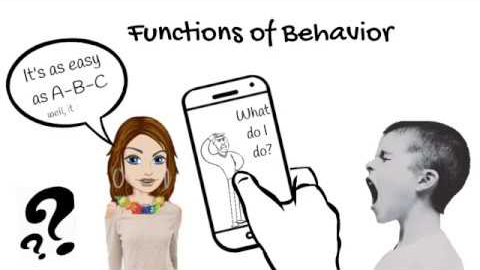 Functions of Behavior
It's as easy
as A-B-C
well, it
What
do I
do?
???